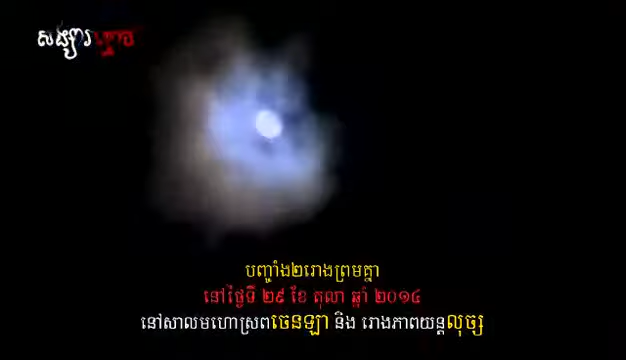 សង្សារខ្មោច
បញ្ចាំង២រោងព្រមគ្នា
នៅថ្ងៃទី ២៩ ខែ តុលា ឆ្នាំ ២០១៤
នៅសាលមហោស្រពចេនឡា និង រោងភាពយន្តលុច្ស